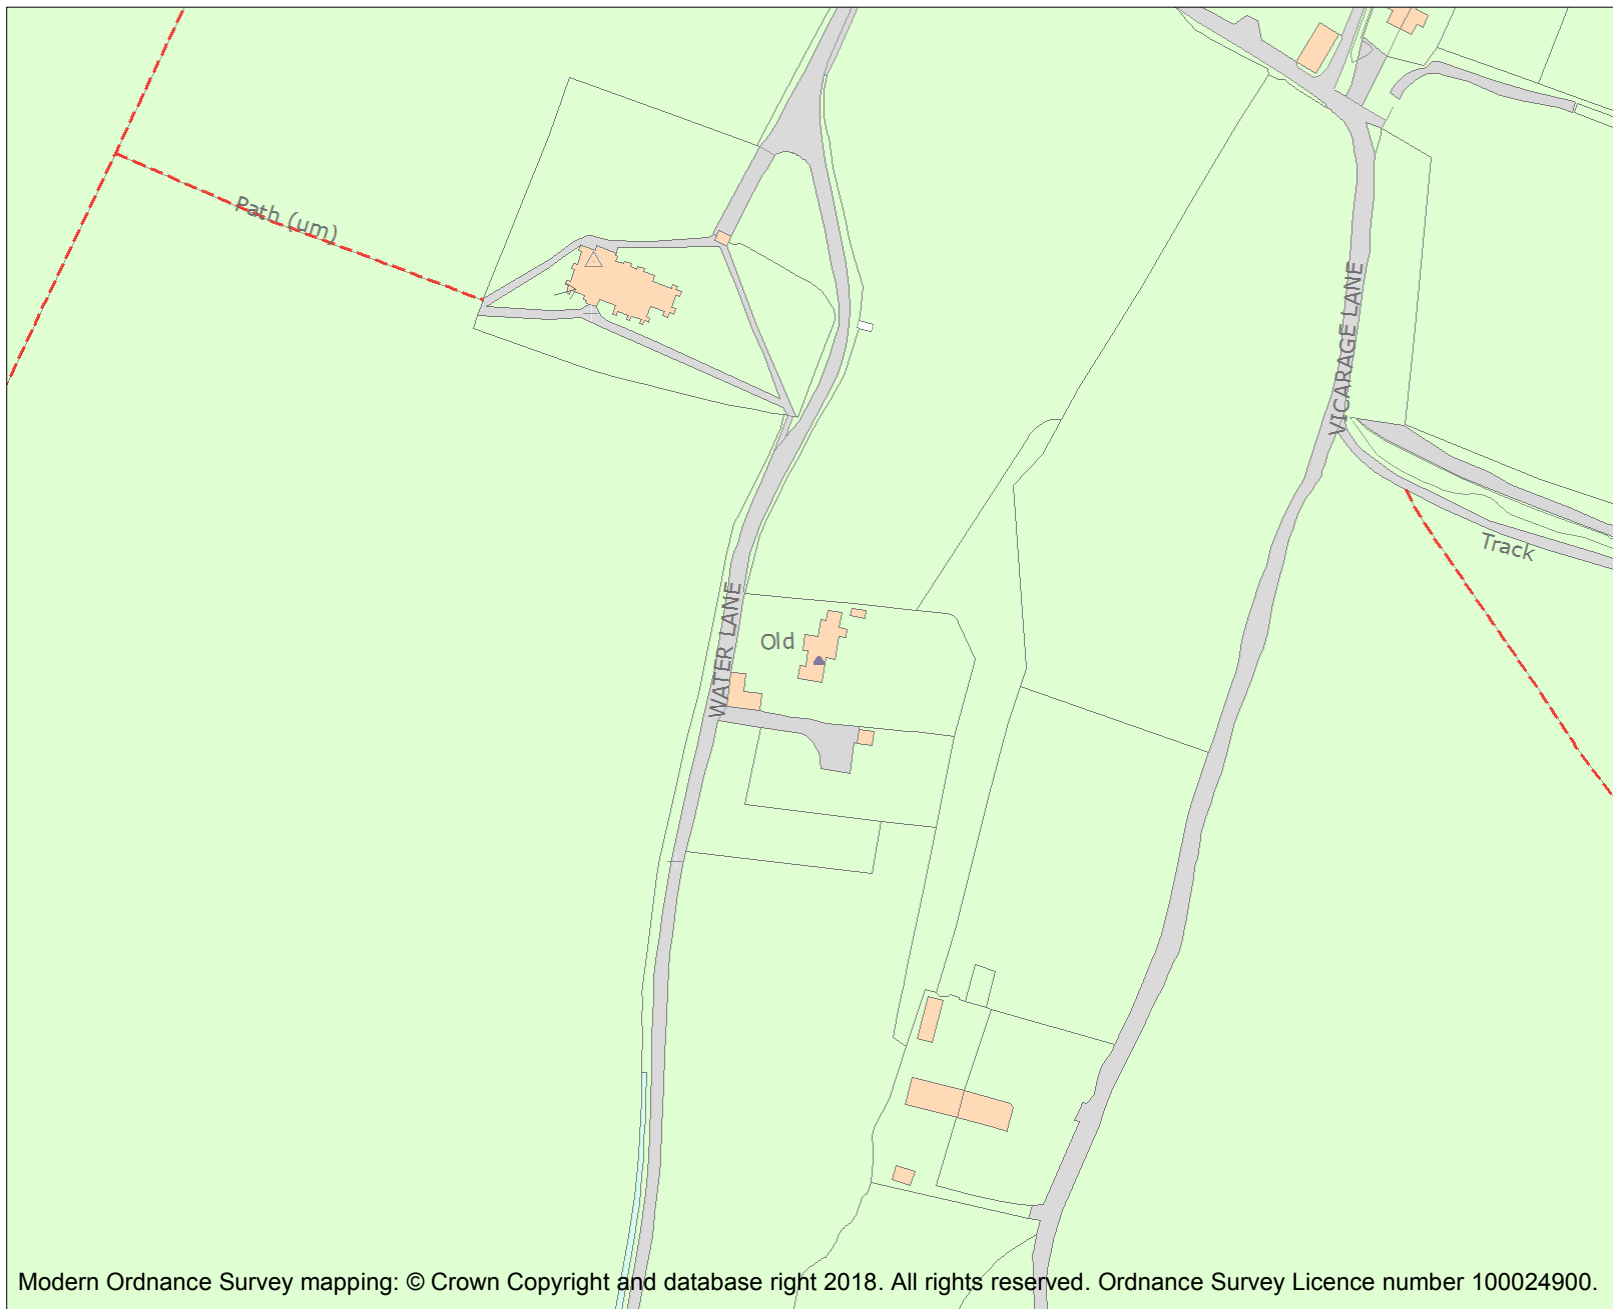 Path (um)
VICARAGE LANE
Track
WATER LANE
Old
Modern Ordnance Survey mapping: © Crown Copyright and database right 2018. All rights reserved. Ordnance Survey Licence number 100024900.